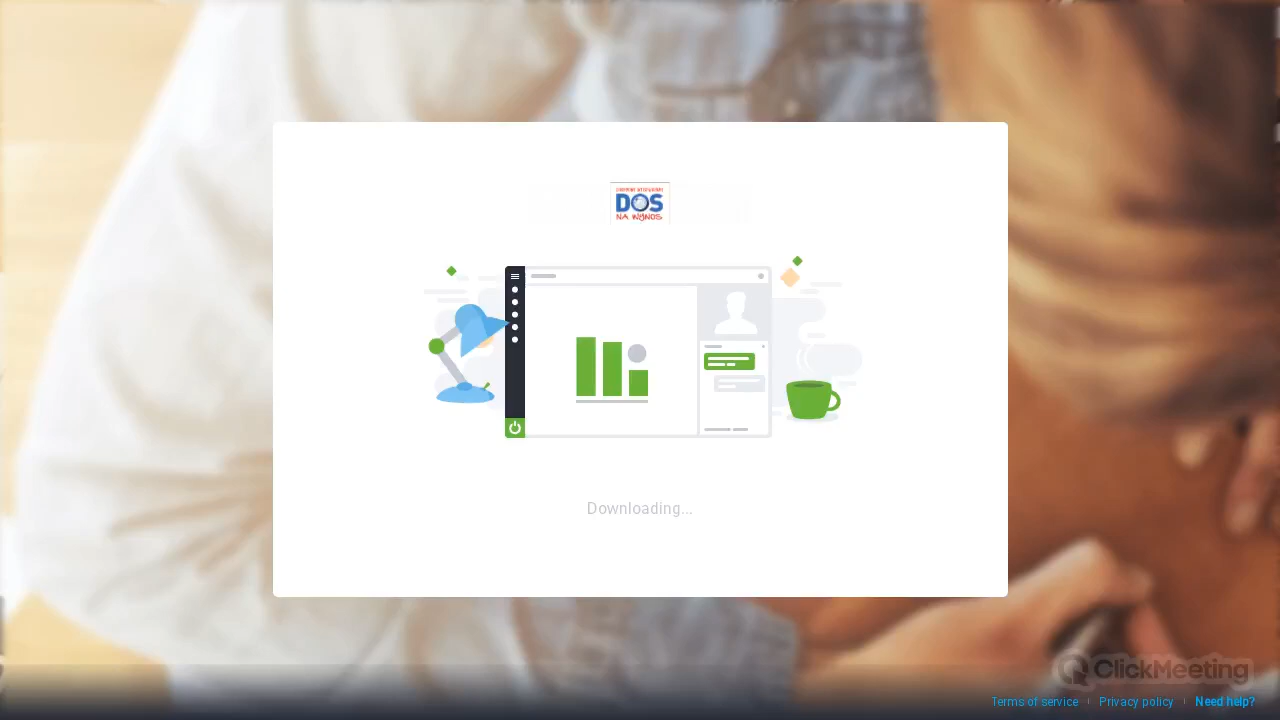 DOS
NA WYNOS
Downloading...
ClickMeeting
Terms of service
Privacy policy
Need help?